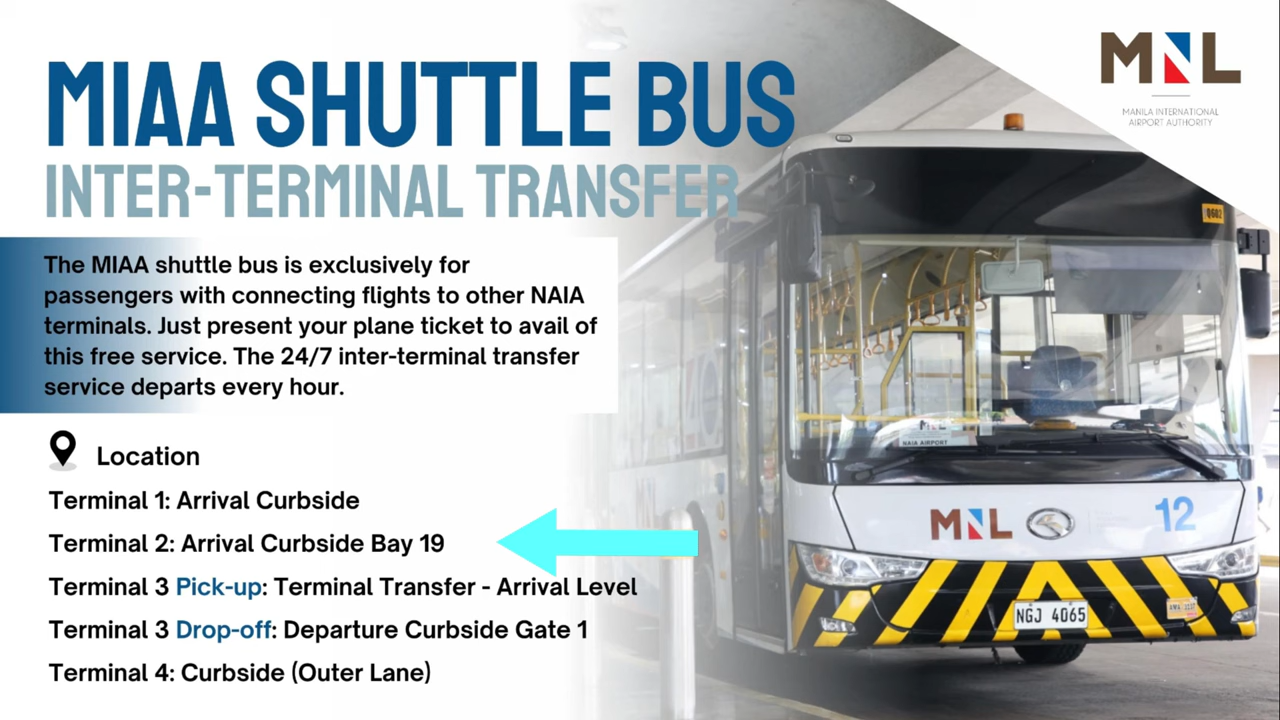 MIAA SHUTTLE BUS
INTER-TERMINAL TRANSFER
MNL
MANILA INTERNATIONAL
AIRPORT AUTHORITY
The MIAA shuttle bus is exclusively for
passengers with connecting flights to other NAIA
terminals. Just present your plane ticket to avail of
this free service. The 24/7 inter-terminal transfer
service departs every hour.
Location
Terminal 1: Arrival Curbside
Terminal 2: Arrival Curbside Bay 19
Terminal 3 Pick-up: Terminal Transfer - Arrival Level
Terminal 3 Drop-off: Departure Curbside Gate 1
Terminal 4: Curbside (Outer Lane)
MNL
NAIA AIRPORT
MNL
12
NGJ 4065